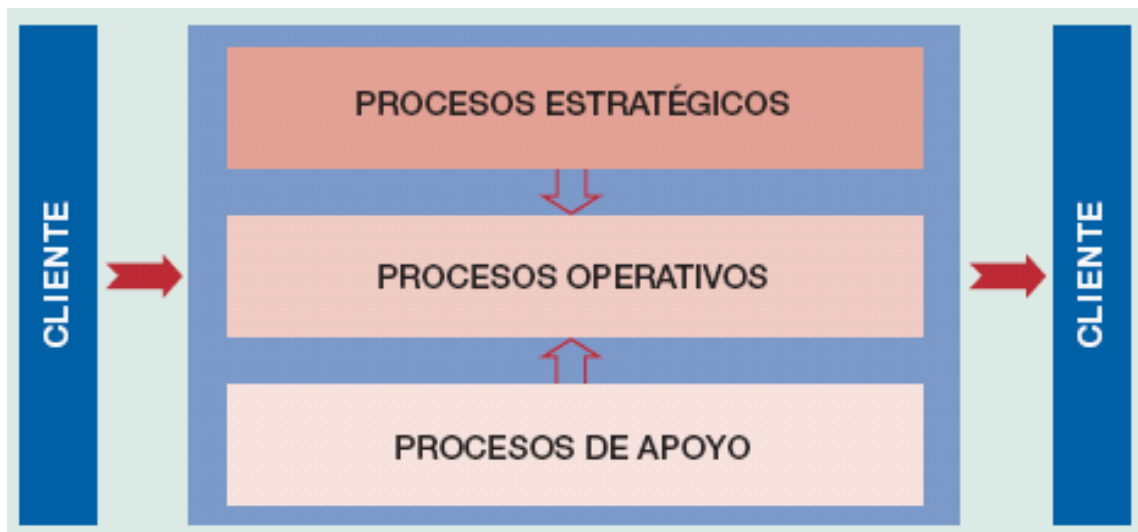 CLIENTE
PROCESOS ESTRATÉGICOS
PROCESOS OPERATIVOS
PROCESOS DE APOYO
CLIENTE